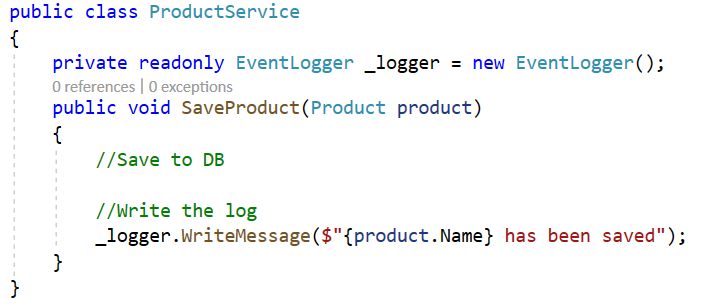 public class ProductService
{
private readonly EventLogger _logger = new EventLogger();
0 references | 0 exceptions
public void SaveProduct(Product product)
{
//Save to DB
//Write the log
_logger.WriteMessage($"{product.Name} has been saved");
}
}